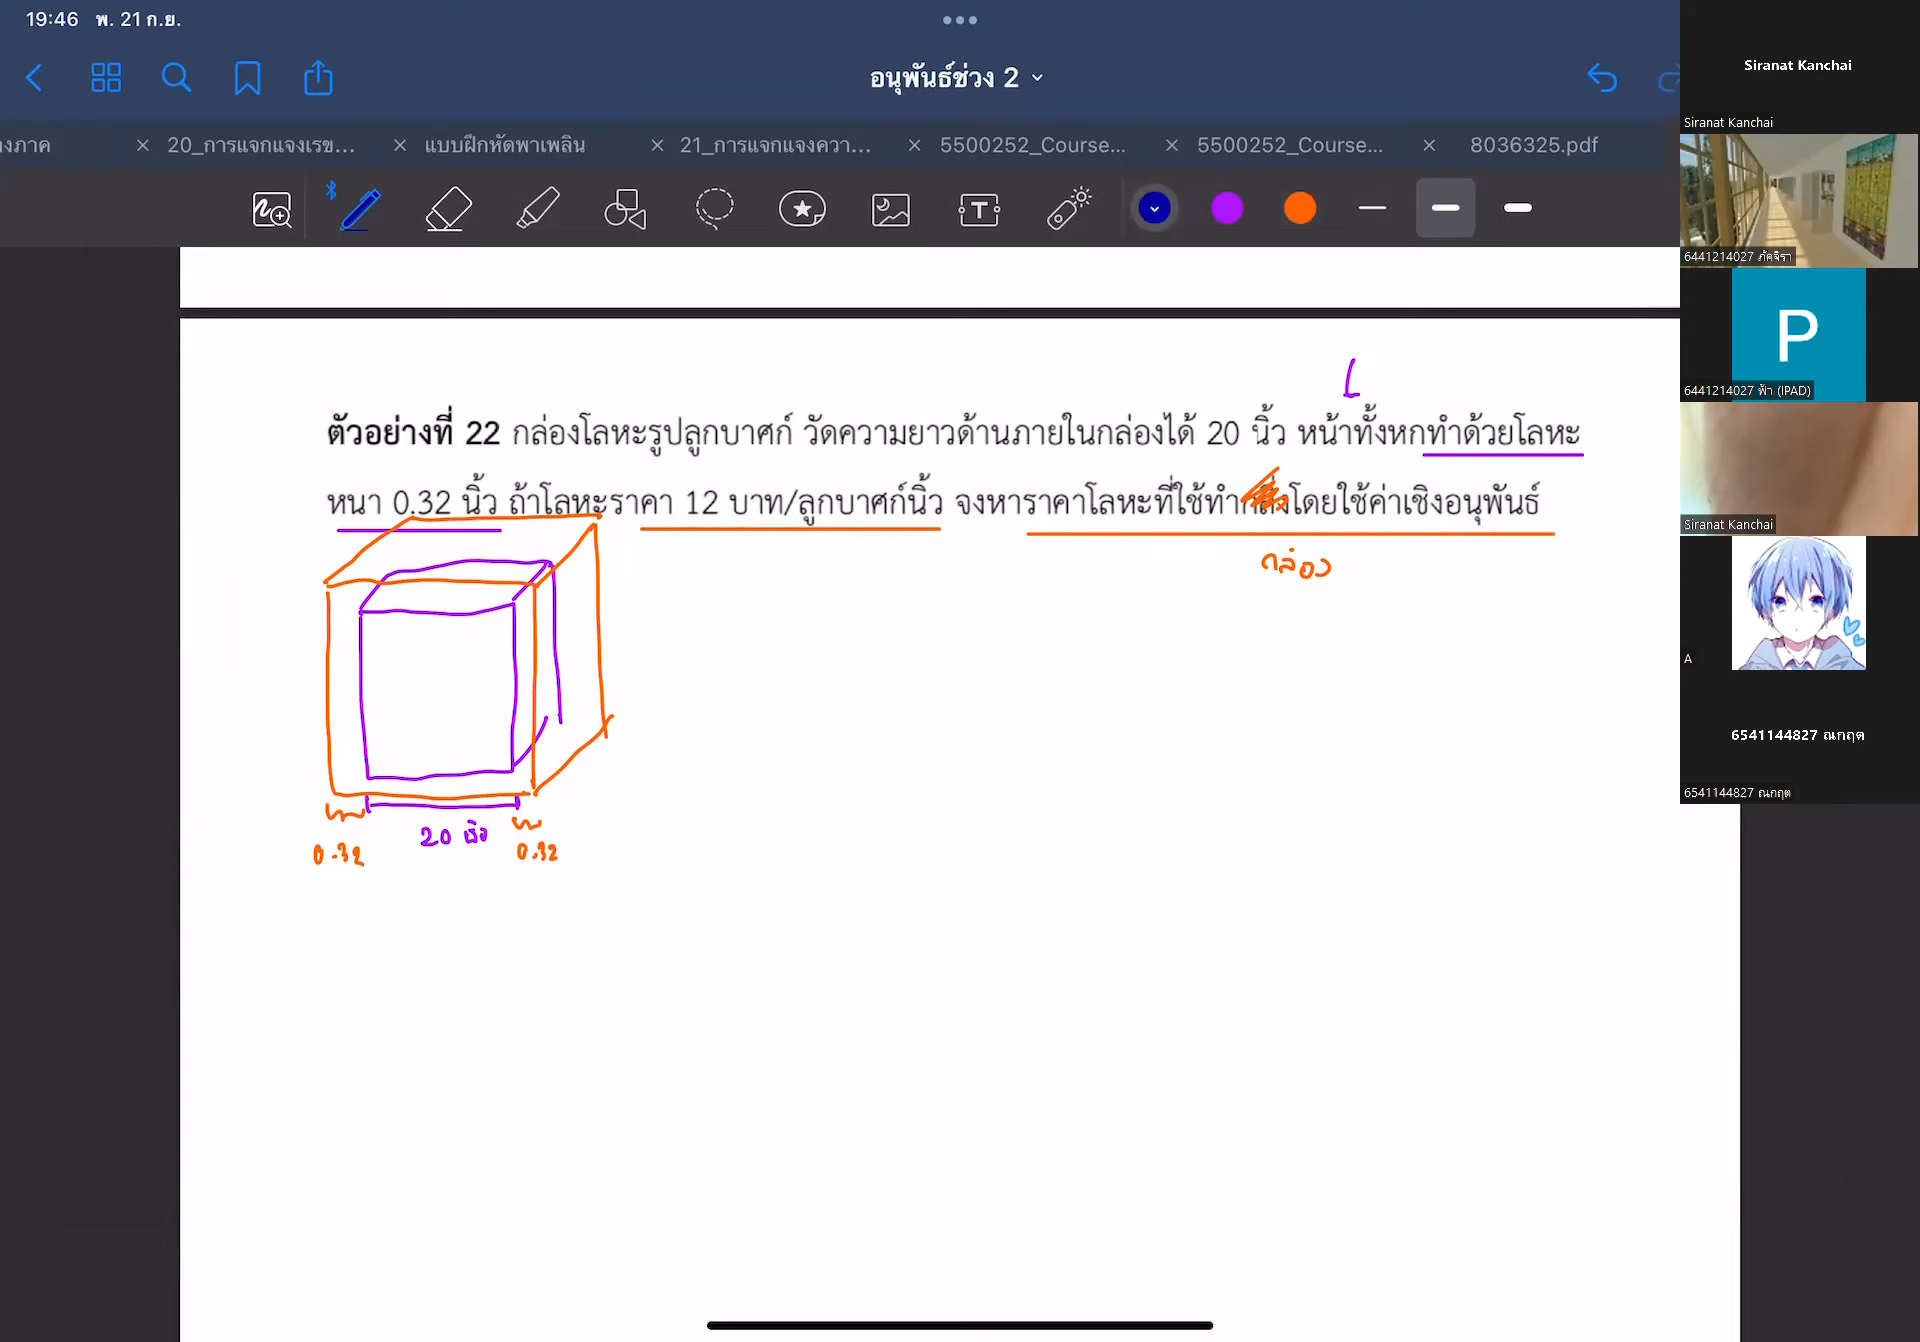 19:46 พ. 21 ก.ย.
อนุพันธ์ช่วง 2
งภาค
20_การแจกแจงเรข...
แบบฝึกหัดพาเพลิน
21_การแจกแจงควา...
5500252_Course...
5500252_Course...
8036325.pdf
ตัวอย่างที่ 22 กล่องโลหะรูปลูกบาศก์ วัดความยาวด้านภายในกล่องได้ 20 นิ้ว หน้าทั้งหกทำด้วยโลหะ
หนา 0.32 นิ้ว ถ้าโลหะราคา 12 บาท/ลูกบาศก์นิ้ว จงหาราคาโลหะที่ใช้ทำโดยใช้ค่าเชิงอนุพันธ์
กล่อง
0.32
20 นิ้ว
0.32
Siranat Kanchai
Siranat Kanchai
6441214027 ภัคจิรา
P
6441214027 ฟ้า (IPAD)
Siranat Kanchai
A
6541144827 ณกฤต
6541144827 ณกฤต